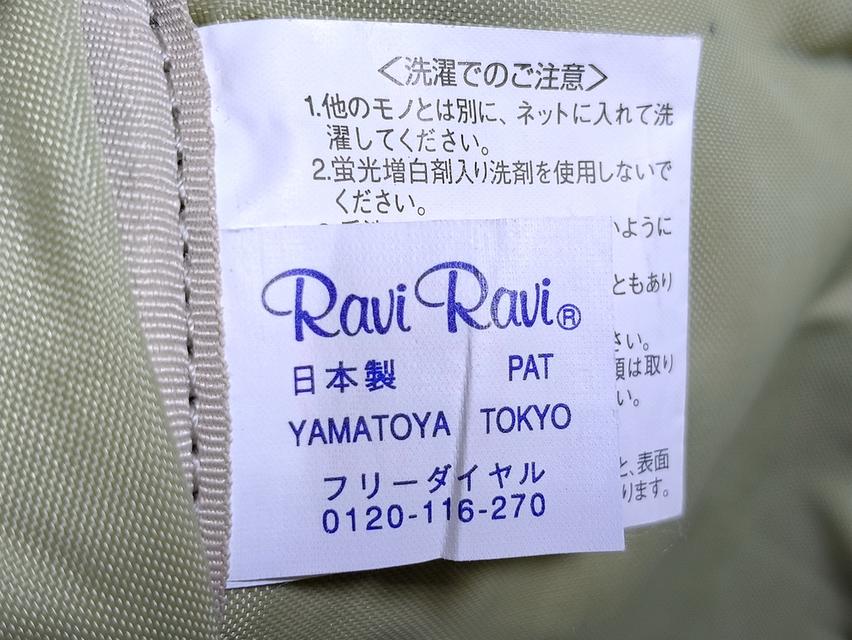 <洗濯でのご注意>
1.他のモノとは別に、ネットに入れて洗
濯してください。
2.蛍光増白剤入り洗剤を使用しないで
ください。
ように
ともあり
さい。
は取り
い。
と、表面
ります。
Ravi Ravi®
日本製 PAT
YAMATOYA TOKYO
フリーダイヤル
0120-116-270